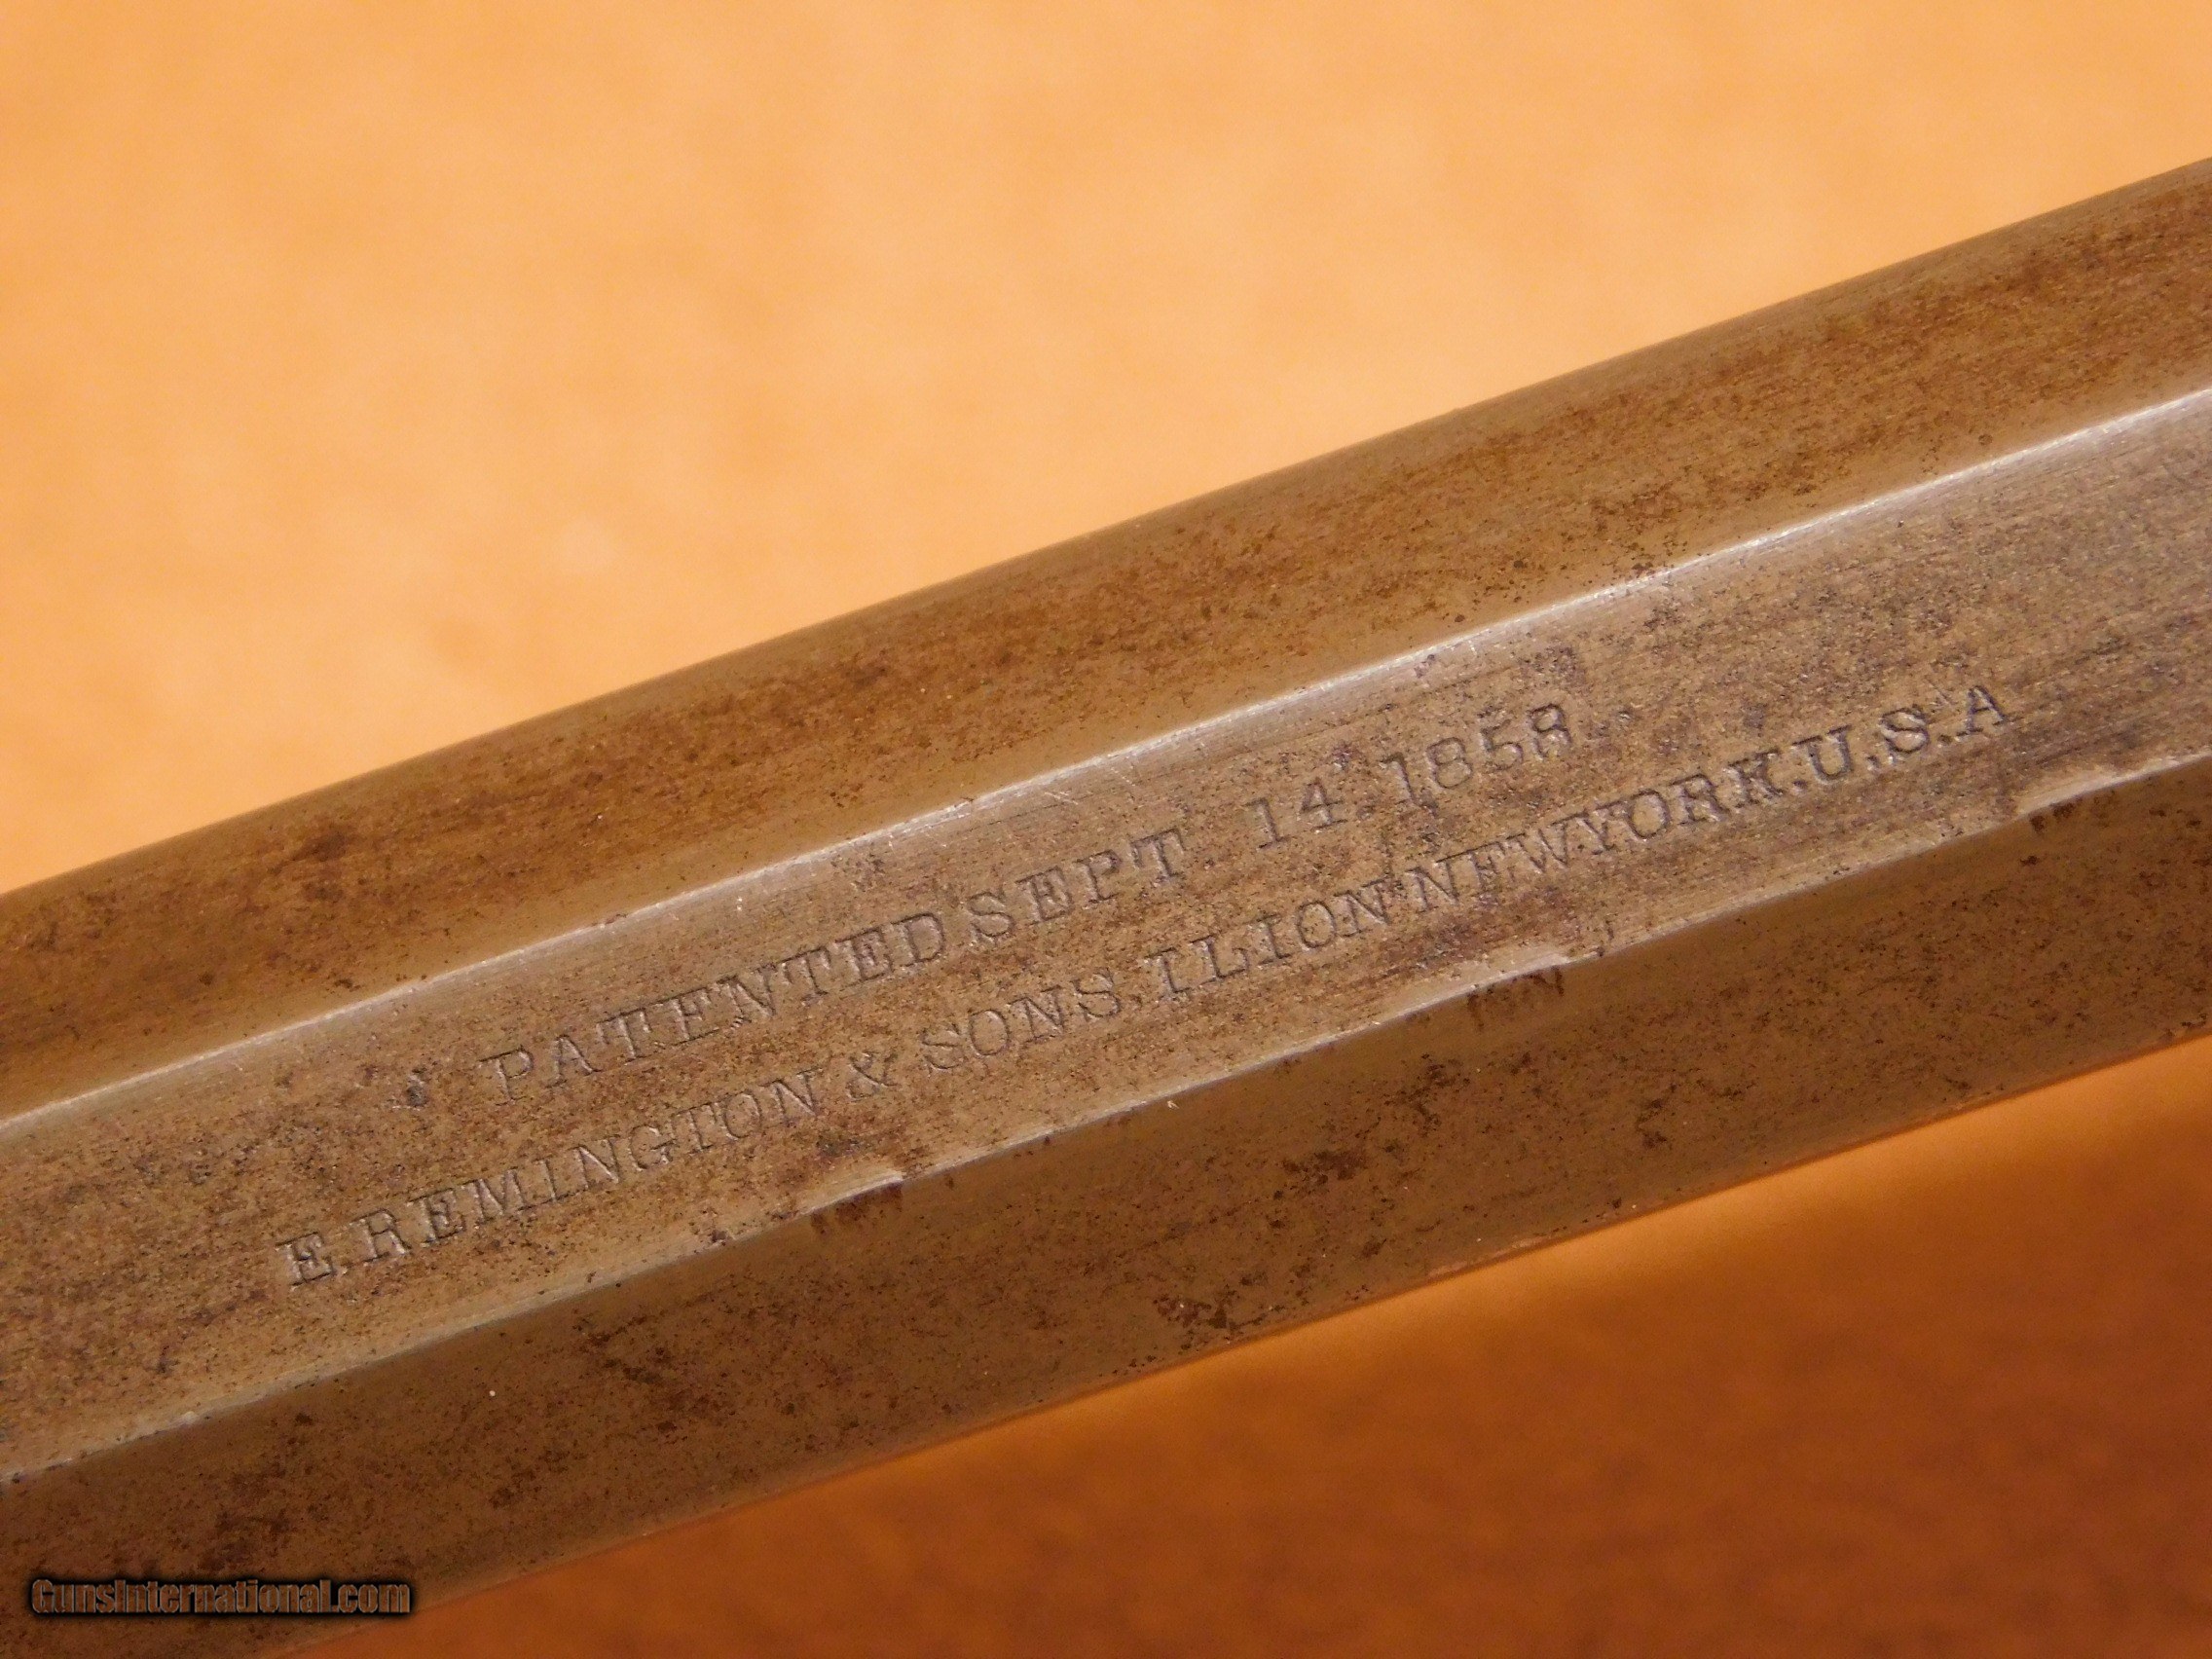 PATENTED SEPT. 14, 1858.
E. REMINGTON & SONS, ILION, NEW YORK. U.S.A
GunsInternational.com